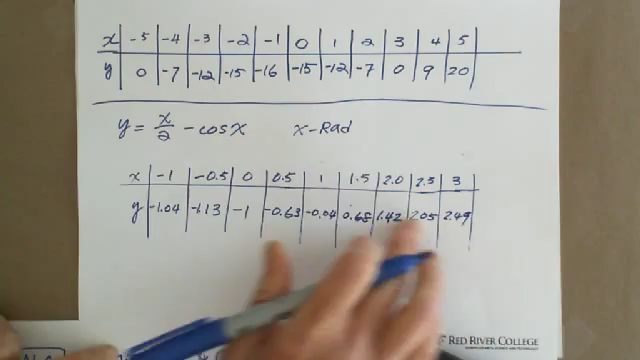 x -5 -4 -3 -2 -1 0 1 2 3 4 5
y 0 -7 -12 -15 -16 -15 -12 -7 0 9 20
y = x/2 - cosx x-Rad
x -1 -0.5 0 0.5 1 1.5 2.0 2.5 3
y -1.04 -1.13 -1 -0.63 -0.04 0.68 1.42 2.05 2.49
RED RIVER COLLEGE